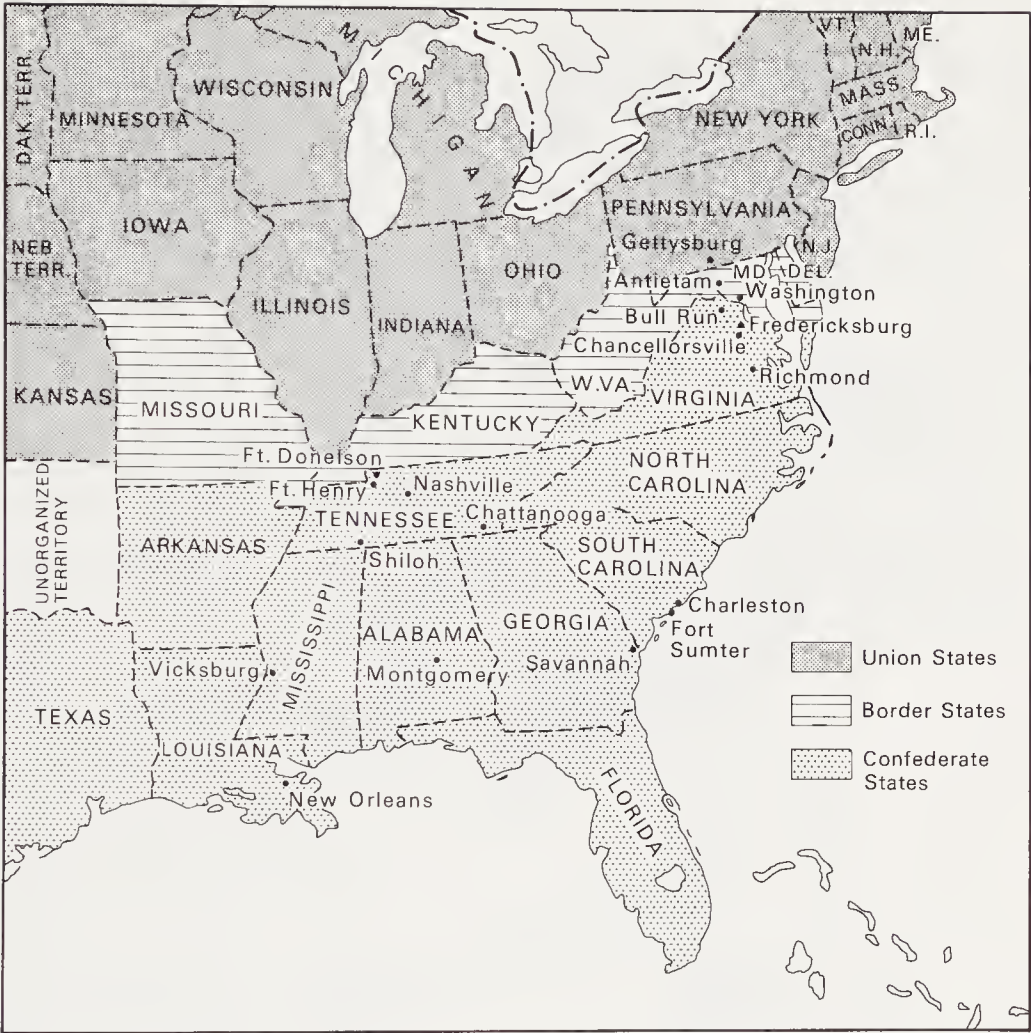 DAK. TERR.
MINNESOTA
WISCONSIN
MICHIGAN
VT.
N.H.
ME.
MASS.
CONN.
R.I.
NEW YORK
IOWA
NEB
TERR.
ILLINOIS
INDIANA
OHIO
PENNSYLVANIA
Gettysburg
N.J.
Antietam
MD.
DEL.
Washington
Bull Run
Fredericksburg
Chancellorsville
Richmond
W.VA.
VIRGINIA
KANSAS
MISSOURI
KENTUCKY
Ft. Donelson
Ft. Henry
Nashville
TENNESSEE
Chattanooga
Shiloh
NORTH
CAROLINA
SOUTH
CAROLINA
UNORGANIZED
TERRITORY
ARKANSAS
MISSISSIPPI
ALABAMA
Montgomery
GEORGIA
Savannah
Charleston
Fort
Sumter
Vicksburg
TEXAS
LOUISIANA
New Orleans
FLORIDA
Union States
Border States
Confederate
States